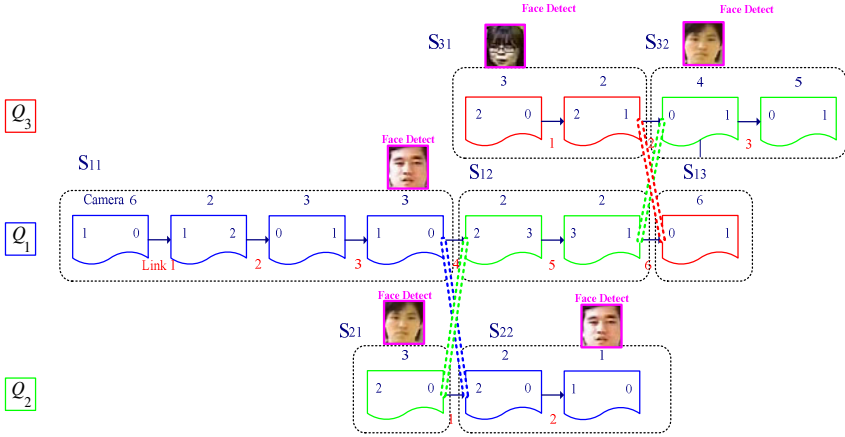 Face Detect
Face Detect
S31
S32
3
2
4
5
Q3
2 0
2 1
0 1
0 1
1
3
Face Detect
S11
S12
S13
Camera 6
2
3
3
2
2
6
Q1
1 0
1 2
0 1
1 0
2 3
3 1
0 1
Link 1
2
3
4
5
6
Face Detect
Face Detect
S21
S22
3
2
1
Q2
2 0
2 0
1 0
1
2